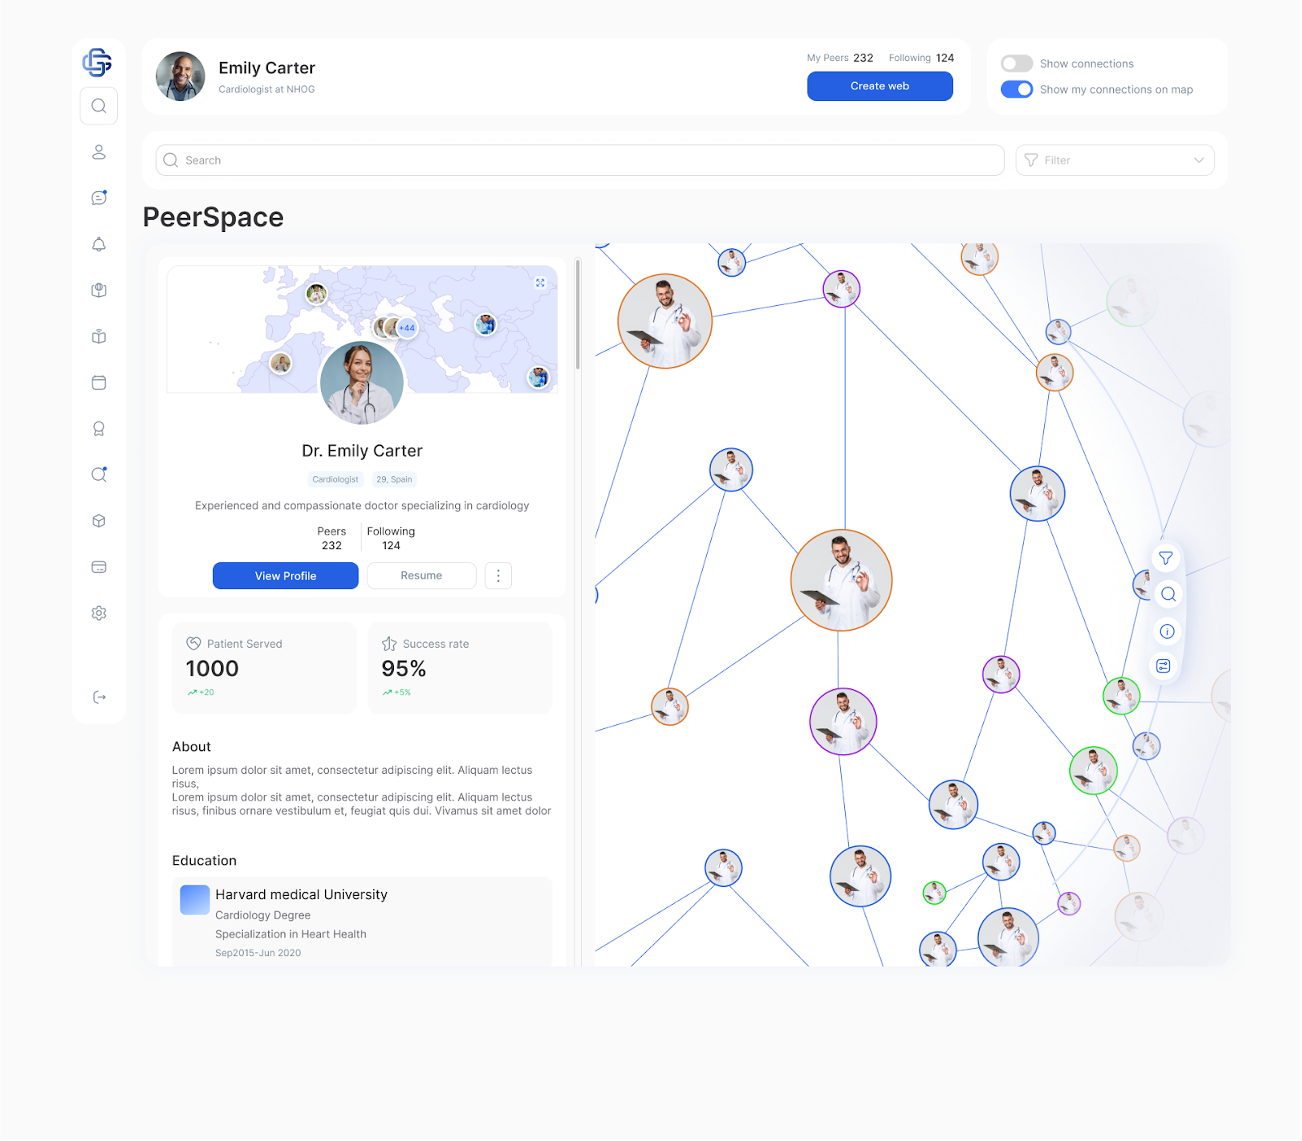 Emily Carter
Cardiologist at NHOG
My Peers 232 Following 124
Create web
Show connections
Show my connections on map
Search
Filter
PeerSpace
+44
Dr. Emily Carter
Cardiologist 29, Spain
Experienced and compassionate doctor specializing in cardiology
Peers Following
232 124
View Profile Resume
Patient Served
1000
+20
Success rate
95%
+5%
About
Lorem ipsum dolor sit amet, consectetur adipiscing elit. Aliquam lectus
risus,
Lorem ipsum dolor sit amet, consectetur adipiscing elit. Aliquam lectus
risus, finibus ornare vestibulum et, feugiat quis dui. Vivamus sit amet dolor
Education
Harvard medical University
Cardiology Degree
Specialization in Heart Health
Sep2015-Jun 2020